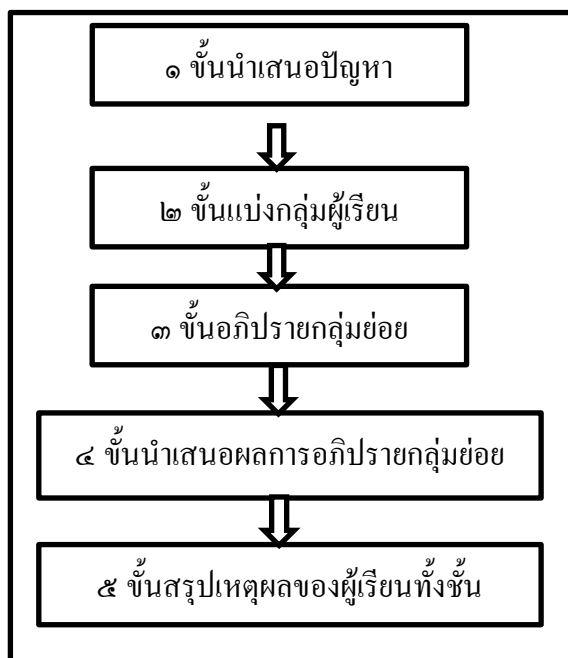 ๑ ขั้นนำเสนอปัญหา
๒ ขั้นแบ่งกลุ่มผู้เรียน
๓ ขั้นอภิปรายกลุ่มย่อย
๔ ขั้นนำเสนอผลการอภิปรายกลุ่มย่อย
๕ ขั้นสรุปเหตุผลของผู้เรียนทั้งชั้น